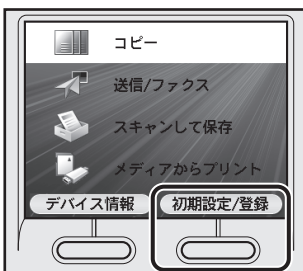 コピー
送信/ファクス
スキャンして保存
メディアからプリント
デバイス情報 初期設定/登録